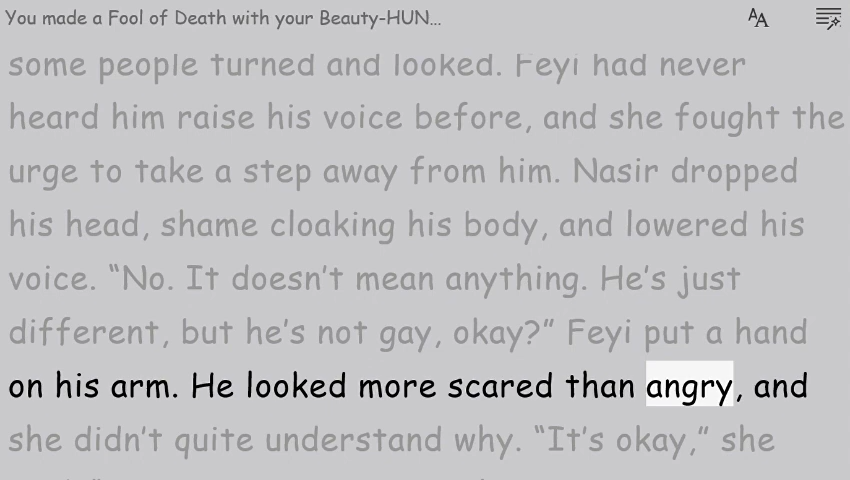 You made a Fool of Death with your Beauty-HUN...
some people turned and looked. Feyi had never
heard him raise his voice before, and she fought the
urge to take a step away from him. Nasir dropped
his head, shame cloaking his body, and lowered his
voice. “No. It doesn’t mean anything. He’s just
different, but he’s not gay, okay?” Feyi put a hand
on his arm. He looked more scared than angry, and
she didn’t quite understand why. “It’s okay,” she